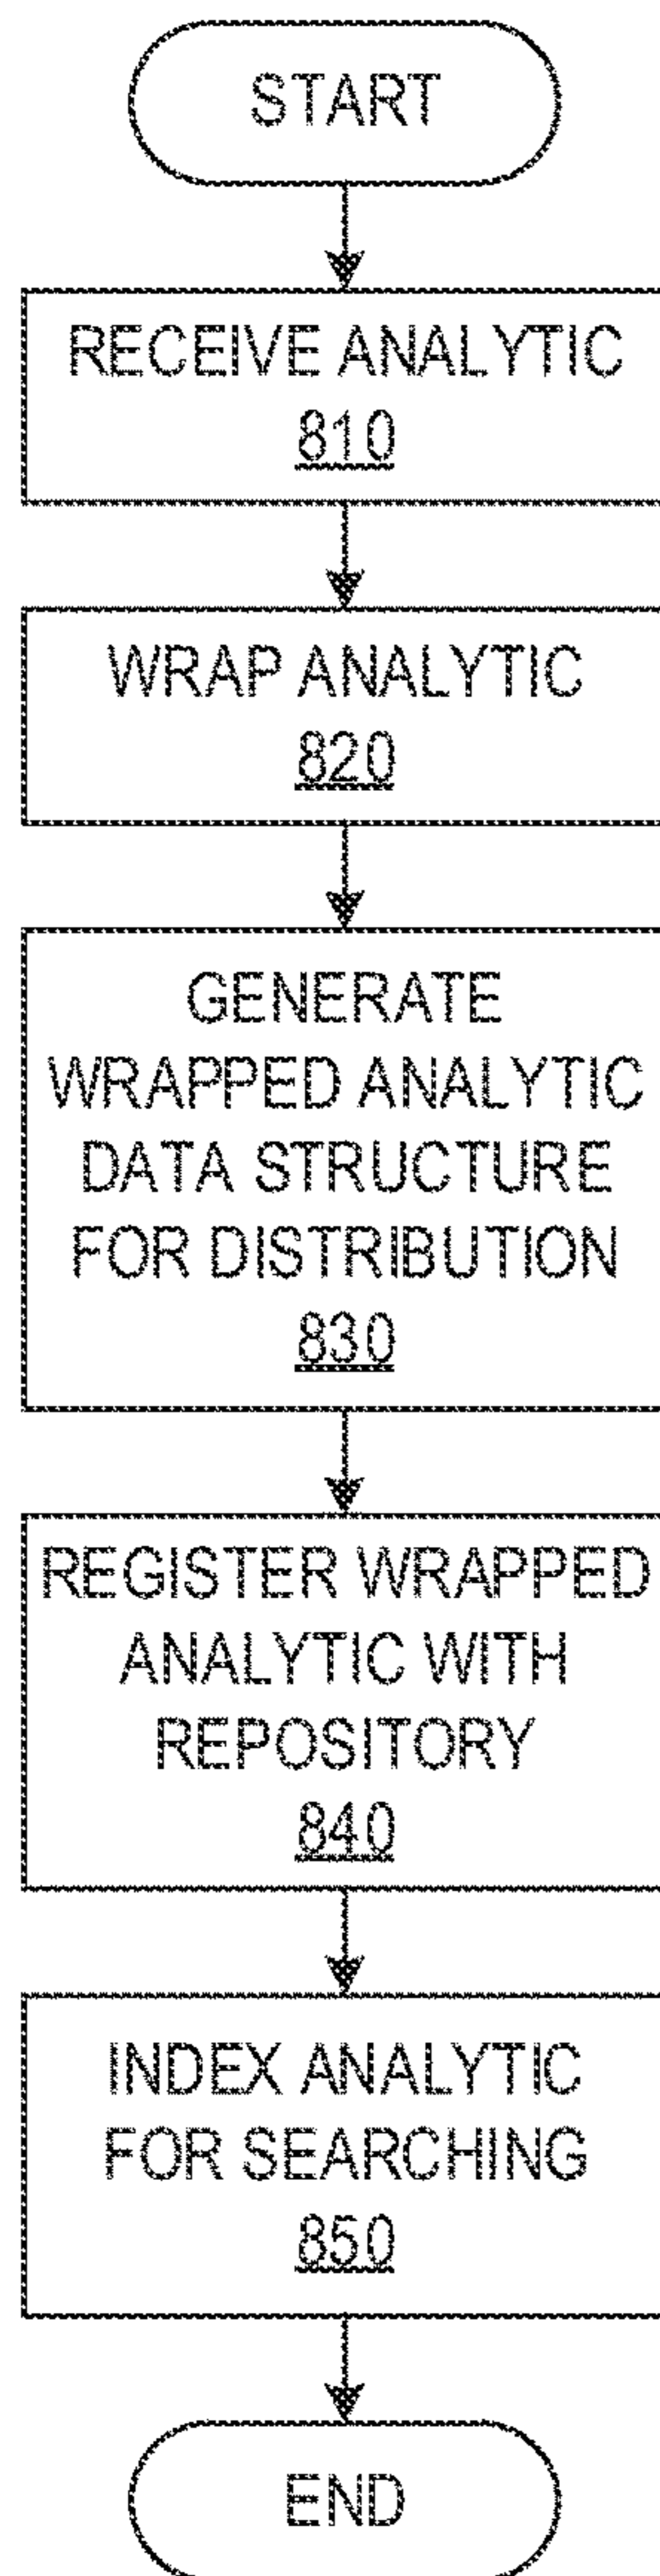 START
RECEIVE ANALYTIC
810
WRAP ANALYTIC
820
GENERATE
WRAPPED ANALYTIC
DATA STRUCTURE
FOR DISTRIBUTION
830
REGISTER WRAPPED
ANALYTIC WITH
REPOSITORY
840
INDEX ANALYTIC
FOR SEARCHING
850
END